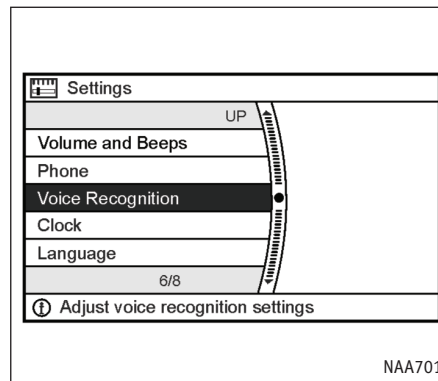 Settings
UP
Volume and Beeps
Phone
Voice Recognition
Clock
Language
6/8
Adjust voice recognition settings
NAA701